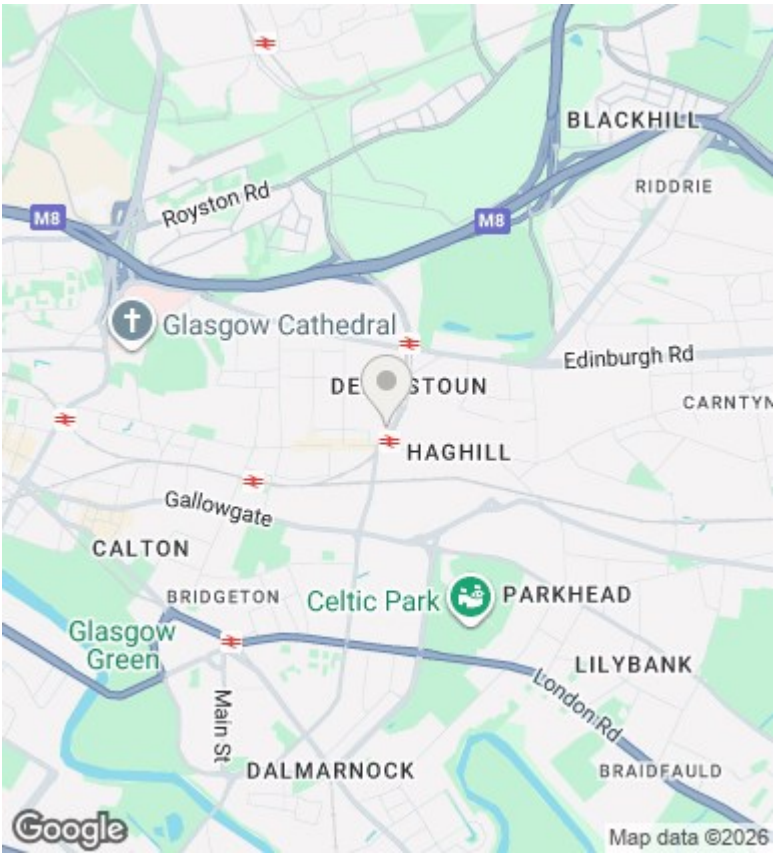 BLACKHILL
RIDDRIE
Royston Rd
M8
M8
Glasgow Cathedral
Edinburgh Rd
DE STOUN
CARNTYN
HAGHILL
Gallowgate
CALTON
BRIDGETON
Celtic Park
PARKHEAD
Glasgow
Green
LILYBANK
London Rd
Main St
DALMARNOCK
BRAIDFAULD
Google
Map data ©2026